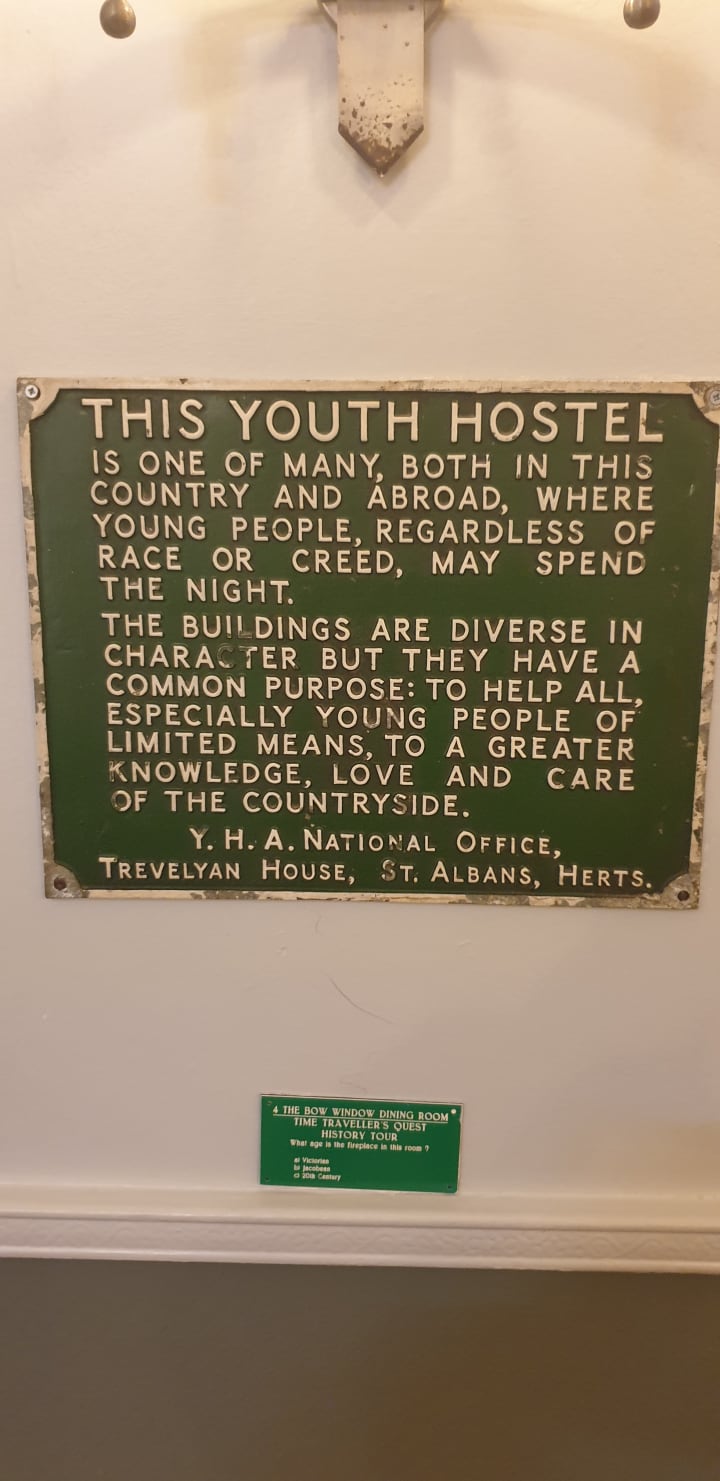 THIS YOUTH HOSTEL
IS ONE OF MANY, BOTH IN THIS
COUNTRY AND ABROAD, WHERE
YOUNG PEOPLE, REGARDLESS OF
RACE OR CREED, MAY SPEND
THE NIGHT.
THE BUILDINGS ARE DIVERSE IN
CHARACTER BUT THEY HAVE A
COMMON PURPOSE: TO HELP ALL,
ESPECIALLY YOUNG PEOPLE OF
LIMITED MEANS, TO A GREATER
KNOWLEDGE, LOVE AND CARE
OF THE COUNTRYSIDE.
Y. H. A. NATIONAL OFFICE,
TREVELYAN HOUSE, ST. ALBANS, HERTS.
4 THE BOW WINDOW DINING ROOM
TIME TRAVELLER'S QUEST
HISTORY TOUR
What age is the fireplace in this room ?
a) Victorian
b) Jacobean
c) 20th Century